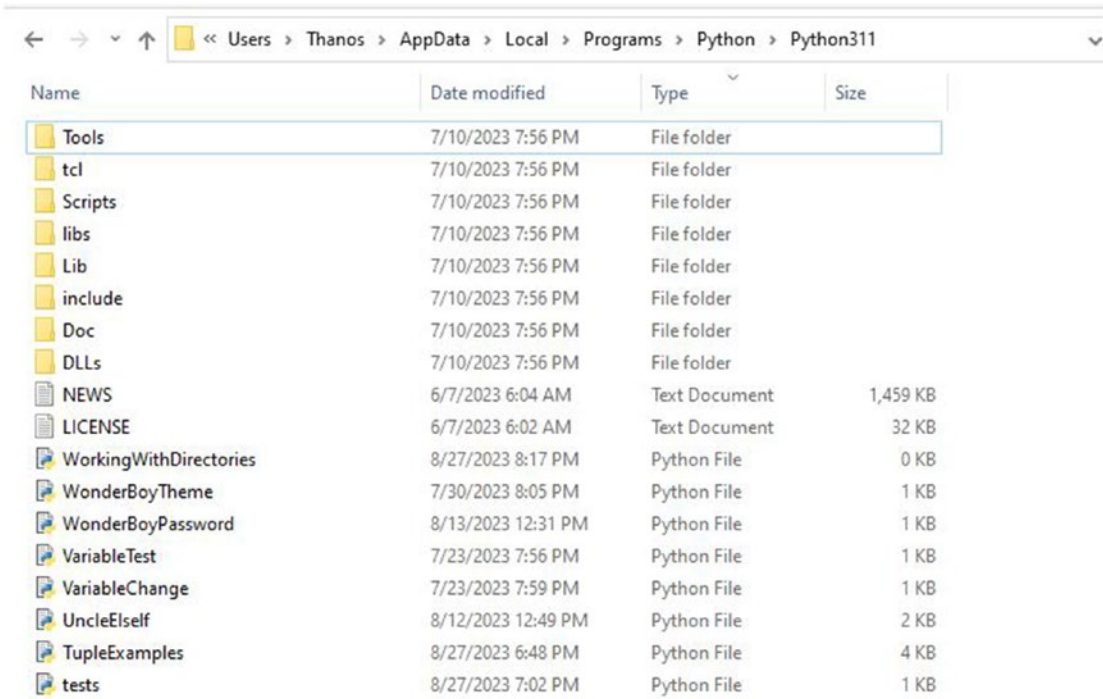 « Users › Thanos › AppData › Local › Programs › Python › Python311
Name Date modified Type Size
Tools 7/10/2023 7:56 PM File folder
tcl 7/10/2023 7:56 PM File folder
Scripts 7/10/2023 7:56 PM File folder
libs 7/10/2023 7:56 PM File folder
Lib 7/10/2023 7:56 PM File folder
include 7/10/2023 7:56 PM File folder
Doc 7/10/2023 7:56 PM File folder
DLLs 7/10/2023 7:56 PM File folder
NEWS 6/7/2023 6:04 AM Text Document 1,459 KB
LICENSE 6/7/2023 6:02 AM Text Document 32 KB
WorkingWithDirectories 8/27/2023 8:17 PM Python File 0 KB
WonderBoyTheme 7/30/2023 8:05 PM Python File 1 KB
WonderBoyPassword 8/13/2023 12:31 PM Python File 1 KB
VariableTest 7/23/2023 7:56 PM Python File 1 KB
VariableChange 7/23/2023 7:59 PM Python File 1 KB
UncleElself 8/12/2023 12:49 PM Python File 2 KB
TupleExamples 8/27/2023 6:48 PM Python File 4 KB
tests 8/27/2023 7:02 PM Python File 1 KB